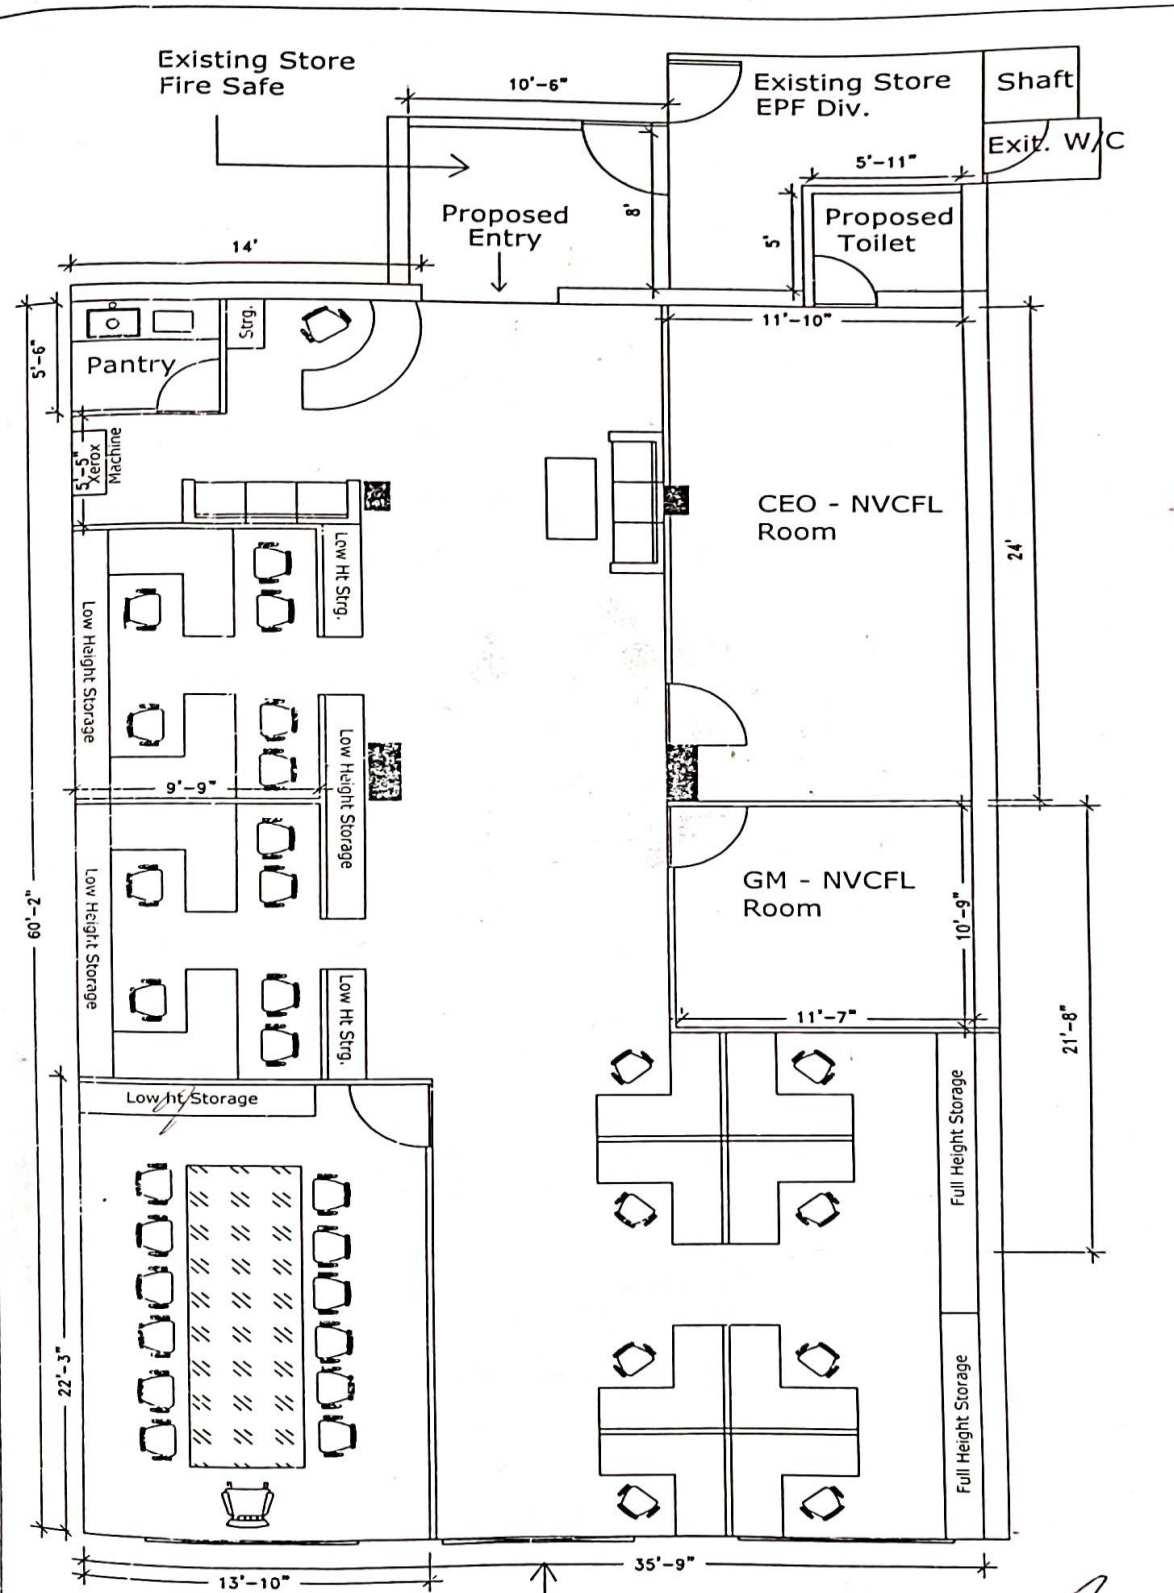 Existing Store
Fire Safe
10'-6"
Existing Store
EPF Div.
Shaft
Exit. W/C
5'-11"
8'
Proposed
Entry
5'
Proposed
Toilet
14'
11'-10"
Strg.
Pantry
5'-6"
5'-5"
Xerox
Machine
CEO - NVCFL
Room
24'
Low Ht Strg.
Low Height Storage
9'-9"
Low Height Storage
Low Height Storage
60'-2"
GM - NVCFL
Room
10'-9"
11'-7"
21'-8"
Low Ht Strg.
Low ht Storage
Full Height Storage
22'-3"
Full Height Storage
35'-9"
13'-10"